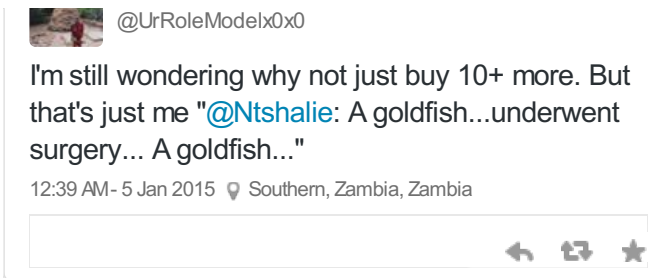 @UrRoleModelx0x0
I'm still wondering why not just buy 10+ more. But
that's just me "@Ntshalie: A goldfish...underwent
surgery... A goldfish..."
12:39 AM - 5 Jan 2015 Southern, Zambia, Zambia